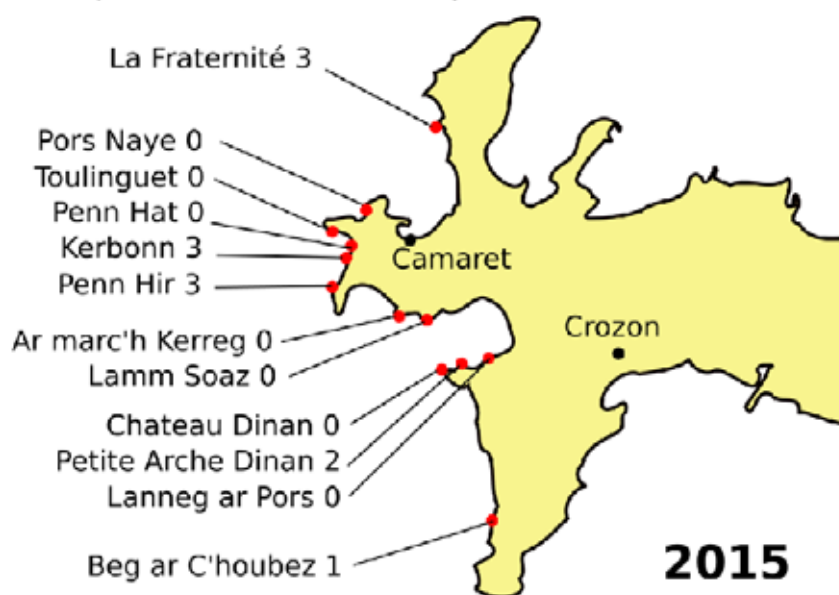 La Fraternité 3
Pors Naye 0
Toulinguet 0
Penn Hat 0
Kerbonn 3
Penn Hir 3
Camaret
Crozon
Ar marc'h Kerreg 0
Lamm Soaz 0
Chateau Dinan 0
Petite Arche Dinan 2
Lanneg ar Pors 0
Beg ar C'houbez 1
2015